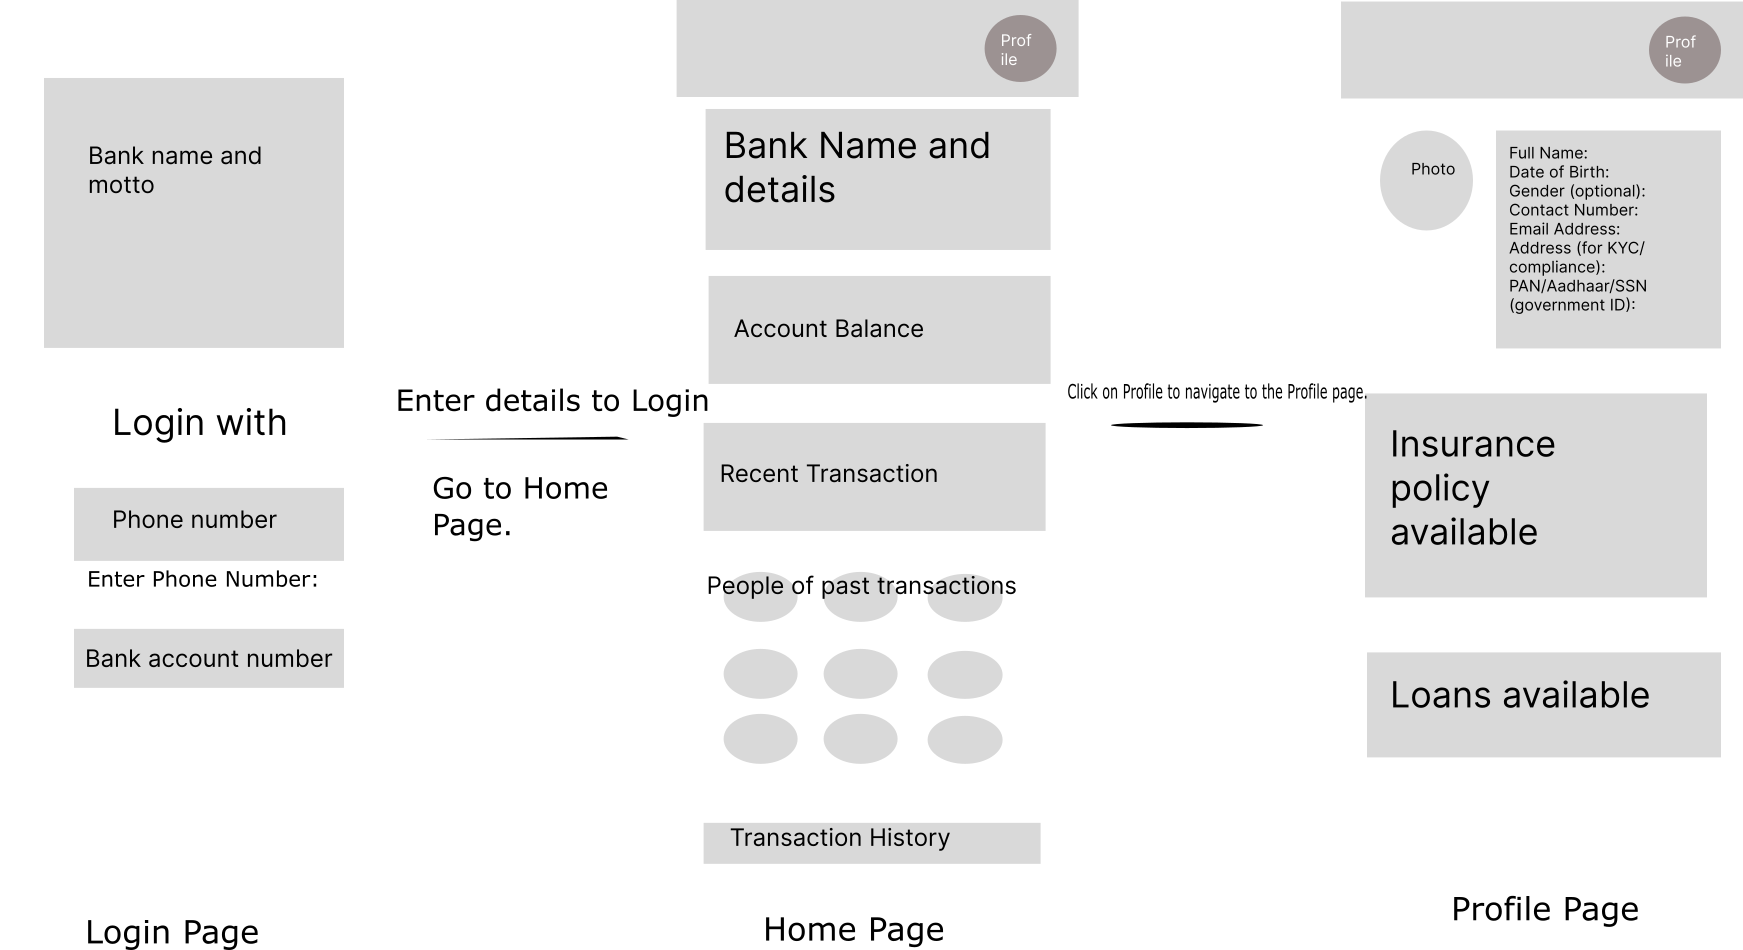 Bank name and
motto
Login with
Phone number
Enter Phone Number:
Bank account number
Login Page
Enter details to Login
Go to Home
Page.
Prof
ile
Bank Name and
details
Account Balance
Recent Transaction
People of past transactions
Transaction History
Home Page
Click on Profile to navigate to the Profile page.
Prof
ile
Photo
Full Name:
Date of Birth:
Gender (optional):
Contact Number:
Email Address:
Address (for KYC/
compliance):
PAN/Aadhaar/SSN
(government ID):
Insurance
policy
available
Loans available
Profile Page